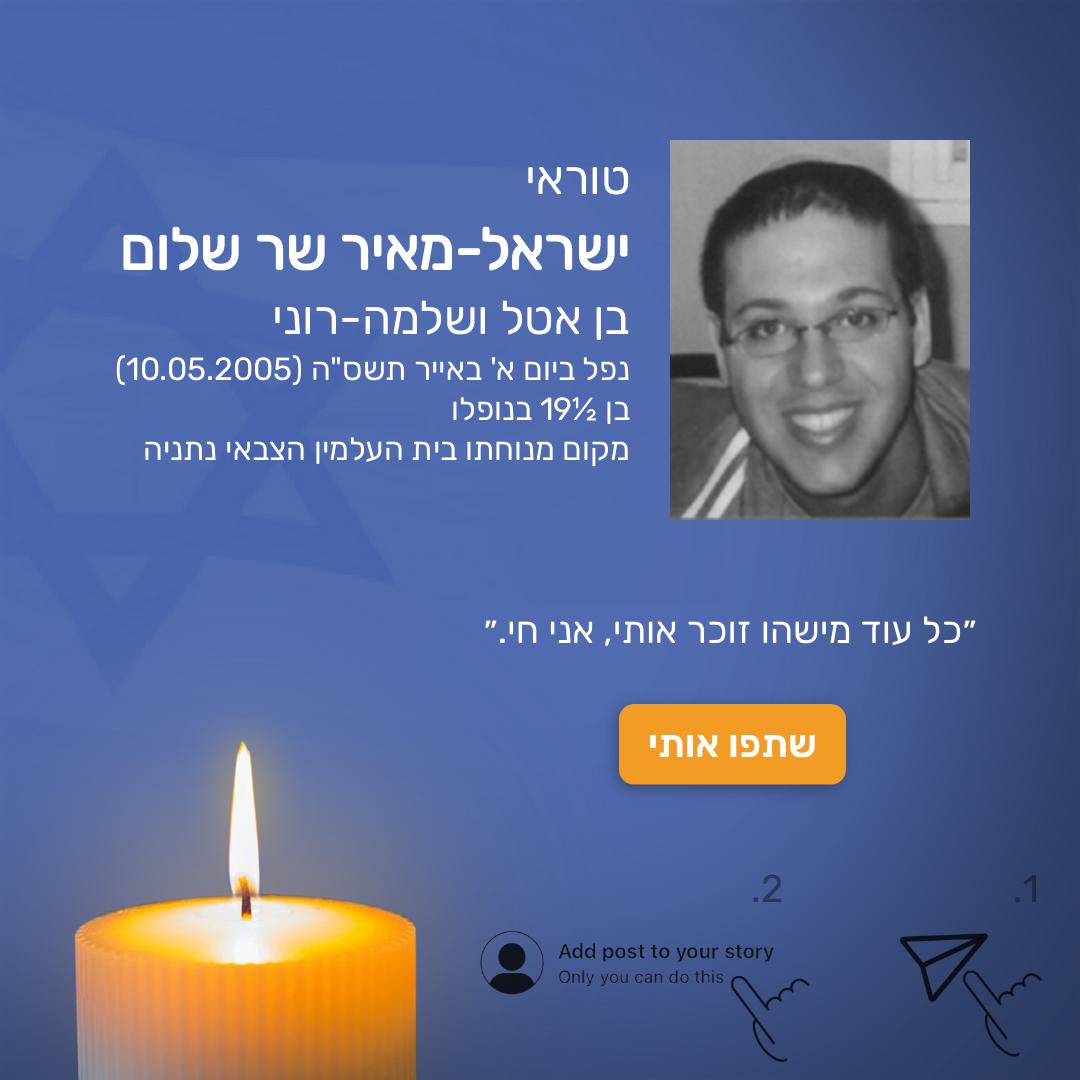 טוראי
ישראל-מאיר שר שלום
בן אטל ושלמה-רוני
נפל ביום א' באייר תשס"ה (10.05.2005)
בן 19½ בנופלו
מקום מנוחתו בית העלמין הצבאי נתניה
״כל עוד מישהו זוכר אותי, אני חי.״
שתפו אותי
.1
.2
Add post to your story
Only you can do this